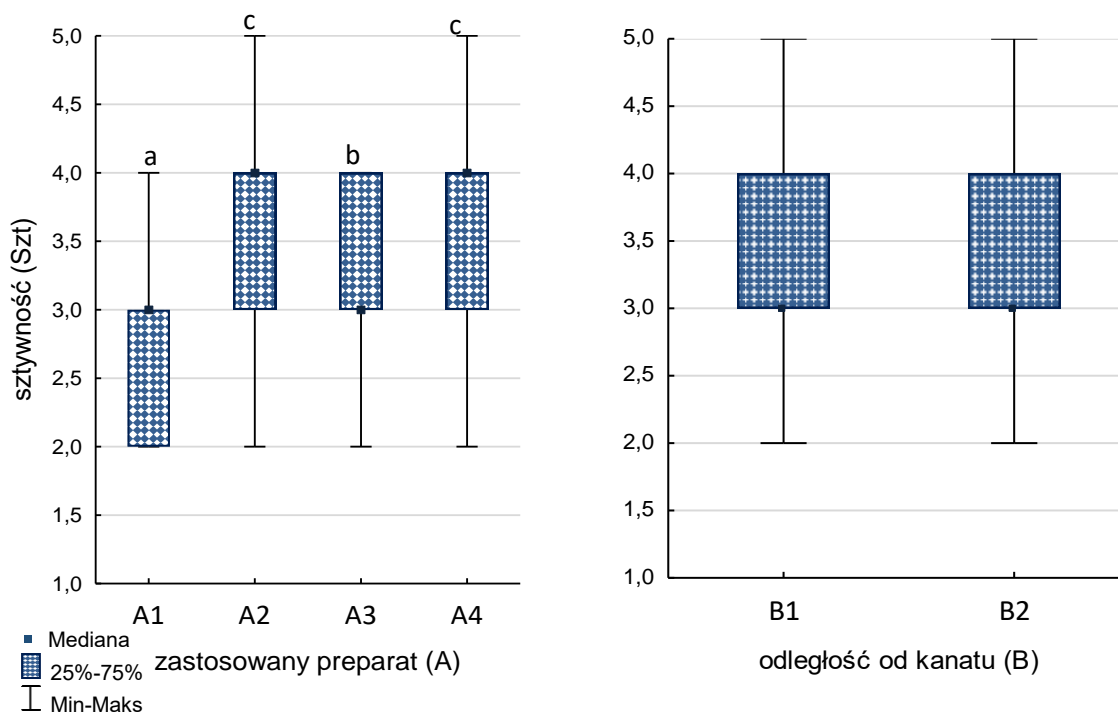 c
c
5,0
4,5
4,0
3,5
3,0
2,5
2,0
1,5
1,0
a
b
sztywność (Szt)
A1 A2 A3 A4
zastosowany preparat (A)
Mediana
25%-75%
Min-Maks
5,0
4,5
4,0
3,5
3,0
2,5
2,0
1,5
1,0
B1 B2
odległość od kanatu (B)